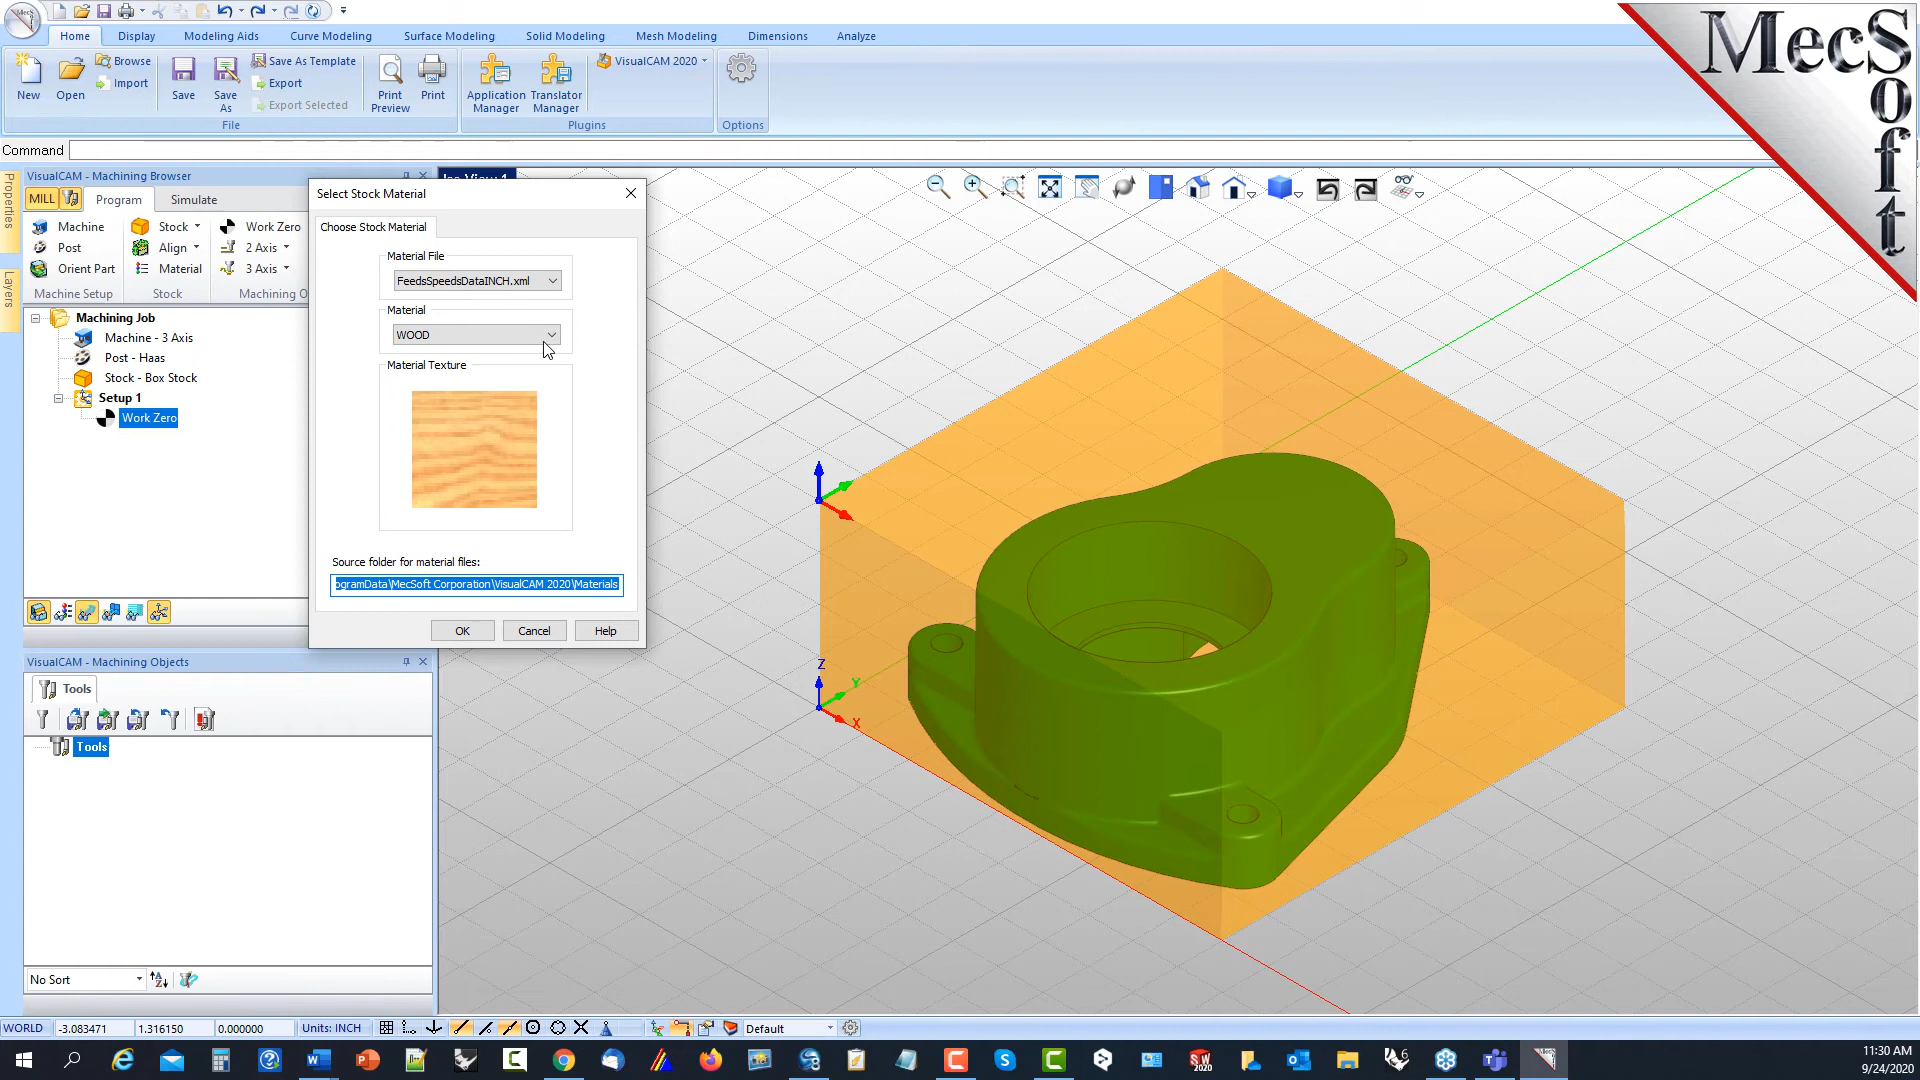 Home Display Modeling Aids Curve Modeling Surface Modeling Solid Modeling Mesh Modeling Dimensions Analyze
MecSoft
New
Open
Browse
Import
Save
Save As
Save As Template
Export
Export Selected
Print Preview
Print
Application Manager
Translator Manager
VisualCAM 2020
File
Plugins
Options
Command
Properties
Layers
VisualCAM - Machining Browser
MILL
Program
Simulate
Machine
Post
Orient Part
Machine Setup
Stock
Align
Material
Stock
Work Zero
2 Axis
3 Axis
Machining O
Machining Job
Machine - 3 Axis
Post - Haas
Stock - Box Stock
Setup 1
Work Zero
Select Stock Material
Choose Stock Material
Material File
FeedsSpeedsDataINCH.xml
Material
WOOD
Material Texture
Source folder for material files:
ogramData\MecSoft Corporation\VisualCAM 2020\Materials
OK Cancel Help
Z
Y
X
VisualCAM - Machining Objects
Tools
Tools
No Sort
WORLD -3.083471 1.316150 0.000000 Units: INCH Default
11:30 AM
9/24/2020